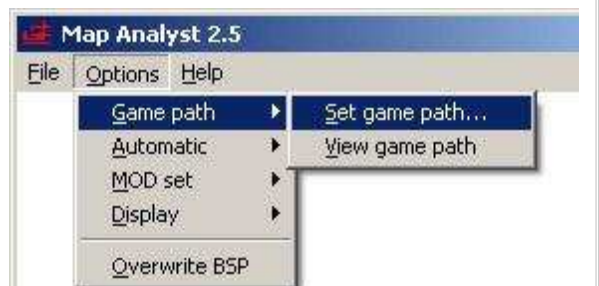 Map Analyst 2.5
File Options Help
Game path Set game path...
Automatic View game path
MOD set
Display
Overwrite BSP